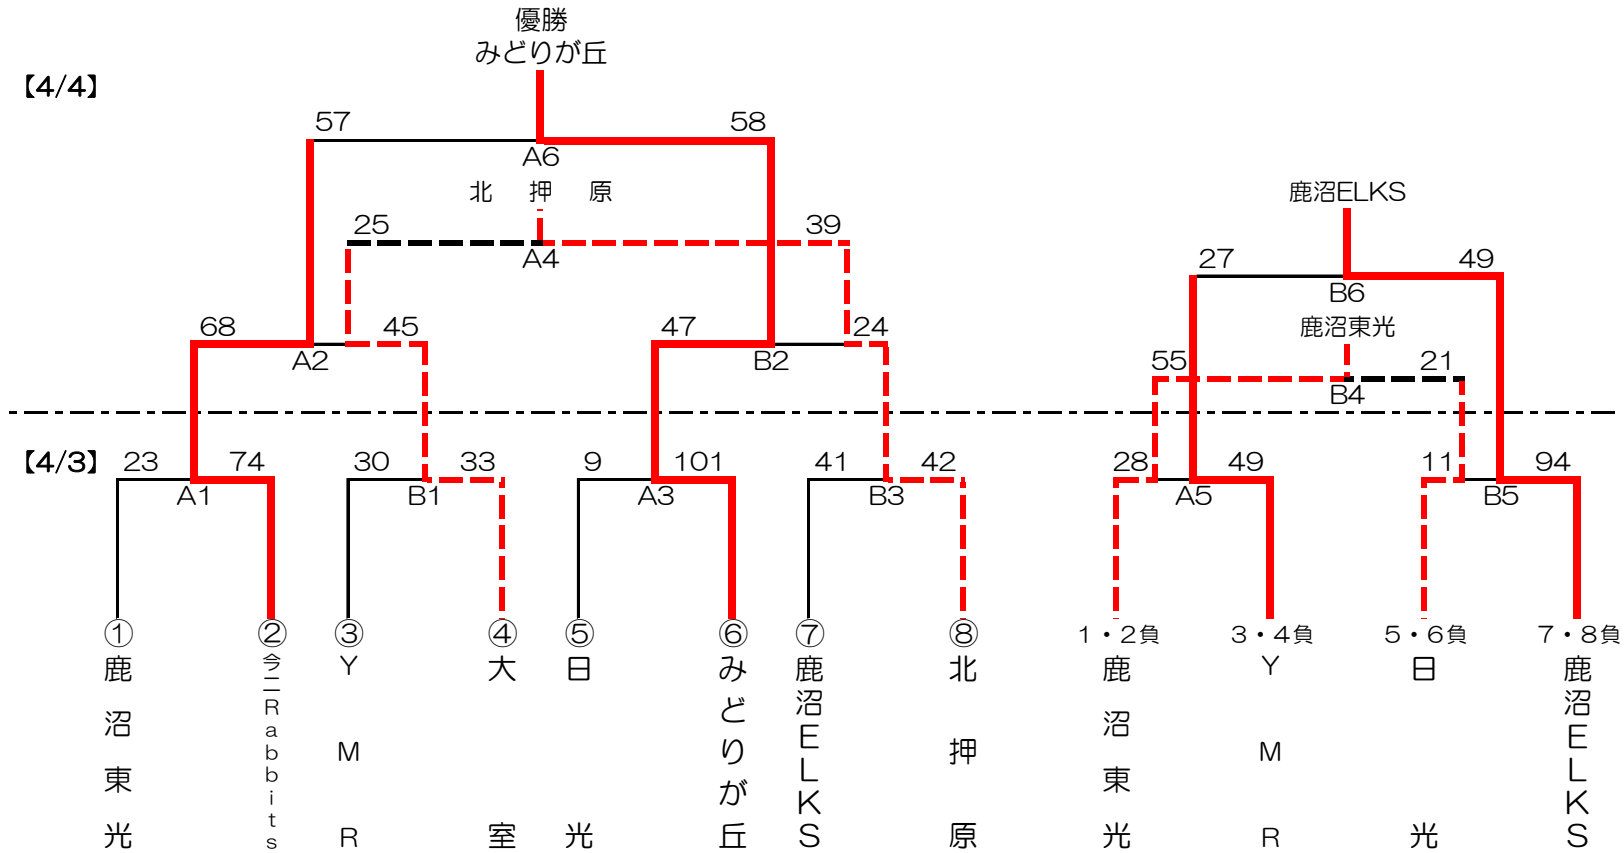 優勝
みどりが丘
【4/4】
57 58
A6
北押原
鹿沼ELKS
25 39
A4
27 49
B6
鹿沼東光
68 45 47 24
A2 B2
55 21
B4
【4/3】
23 74 30 33 9 101 41 42 28 49 11 94
A1 B1 A3 B3 A5 B5
① ② ③ ④ ⑤ ⑥ ⑦ ⑧ 1・2負 3・4負 5・6負 7・8負
鹿沼東光
今二Rabbits
YMR
大室
日光
みどりが丘
鹿沼ELKS
北押原
鹿沼東光
YMR
日光
鹿沼ELKS